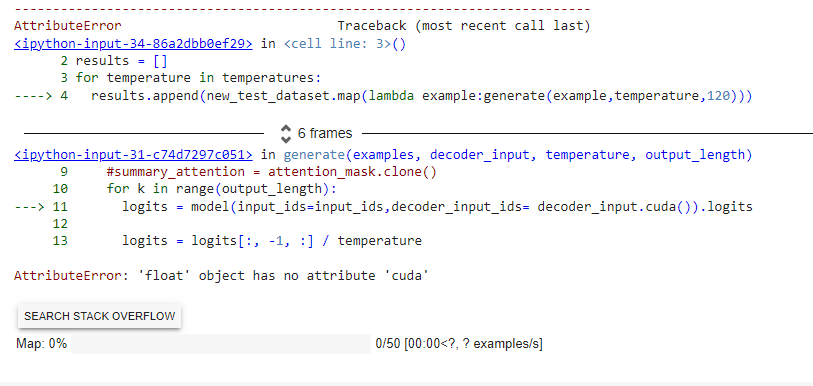 ---------------------------------------------------------------------------
AttributeError                            Traceback (most recent call last)
<ipython-input-34-86a2dbb0ef29> in <cell line: 3>()
      2 results = []
      3 for temperature in temperatures:
----> 4   results.append(new_test_dataset.map(lambda example:generate(example,temperature,120)))
6 frames
<ipython-input-31-c74d7297c051> in generate(examples, decoder_input, temperature, output_length)
      9     #summary_attention = attention_mask.clone()
     10     for k in range(output_length):
---> 11       logits = model(input_ids=input_ids,decoder_input_ids= decoder_input.cuda()).logits
     12
     13       logits = logits[:, -1, :] / temperature
AttributeError: 'float' object has no attribute 'cuda'
SEARCH STACK OVERFLOW
Map: 0% 0/50 [00:00<?, ? examples/s]